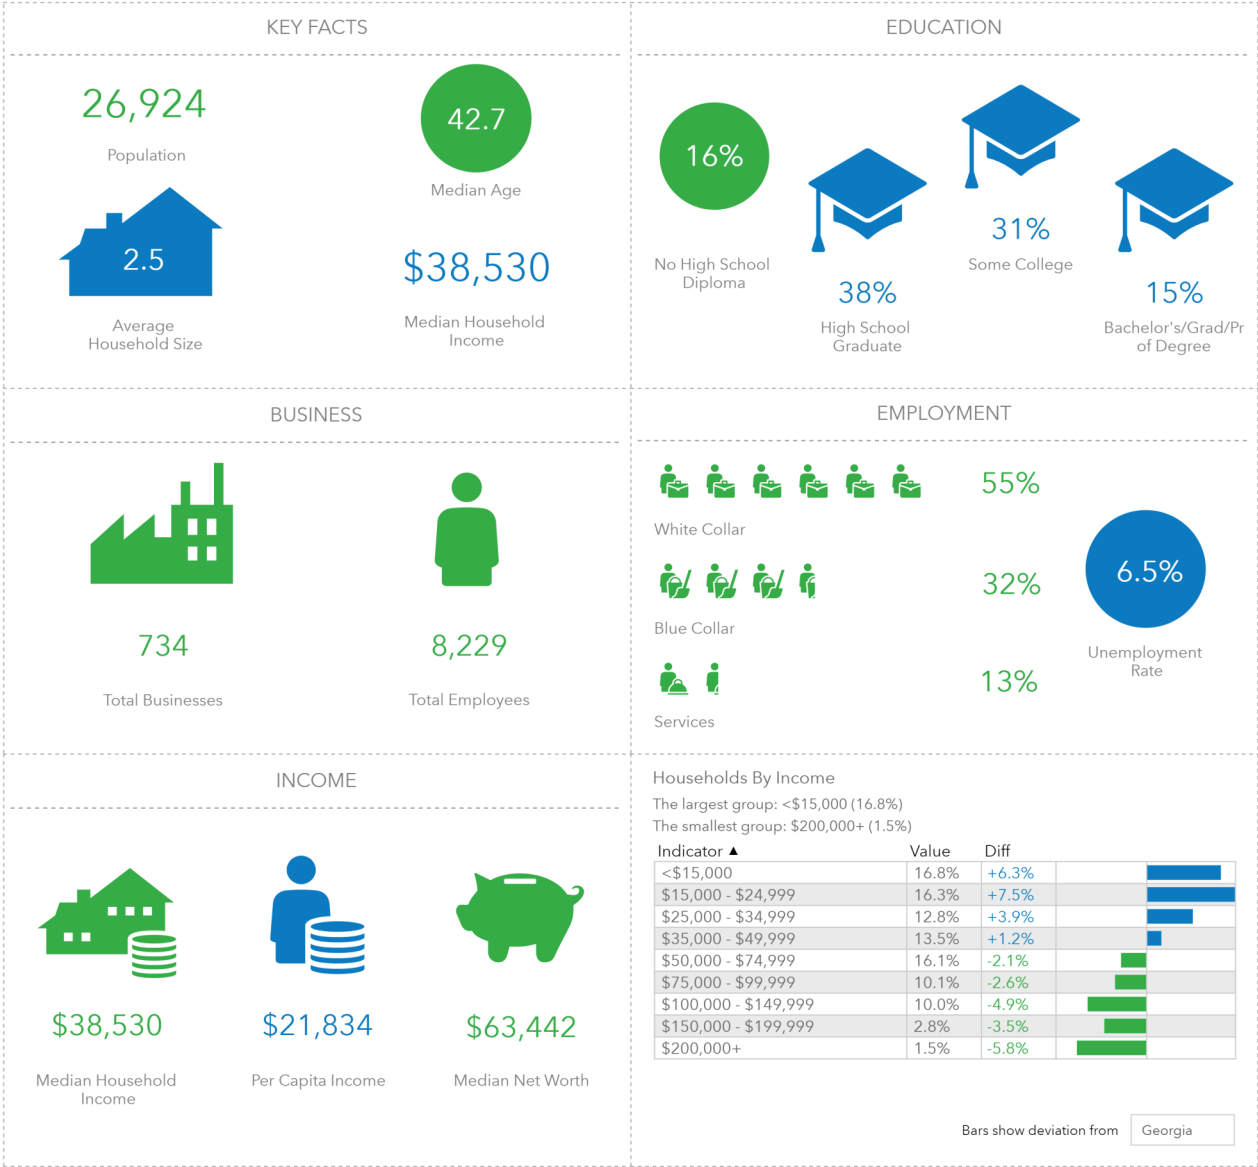 KEY FACTS
26,924
Population
42.7
Median Age
2.5
Average
Household Size
$38,530
Median Household
Income
EDUCATION
16%
No High School
Diploma
38%
High School
Graduate
31%
Some College
15%
Bachelor's/Grad/Pr
of Degree
BUSINESS
734
Total Businesses
8,229
Total Employees
EMPLOYMENT
55%
White Collar
32%
Blue Collar
13%
Services
6.5%
Unemployment
Rate
INCOME
$38,530
Median Household
Income
$21,834
Per Capita Income
$63,442
Median Net Worth
Households By Income
The largest group: <$15,000 (16.8%)
The smallest group: $200,000+ (1.5%)
Indicator ▲ Value Diff
<$15,000 16.8% +6.3%
$15,000 - $24,999 16.3% +7.5%
$25,000 - $34,999 12.8% +3.9%
$35,000 - $49,999 13.5% +1.2%
$50,000 - $74,999 16.1% -2.1%
$75,000 - $99,999 10.1% -2.6%
$100,000 - $149,999 10.0% -4.9%
$150,000 - $199,999 2.8% -3.5%
$200,000+ 1.5% -5.8%
Bars show deviation from Georgia